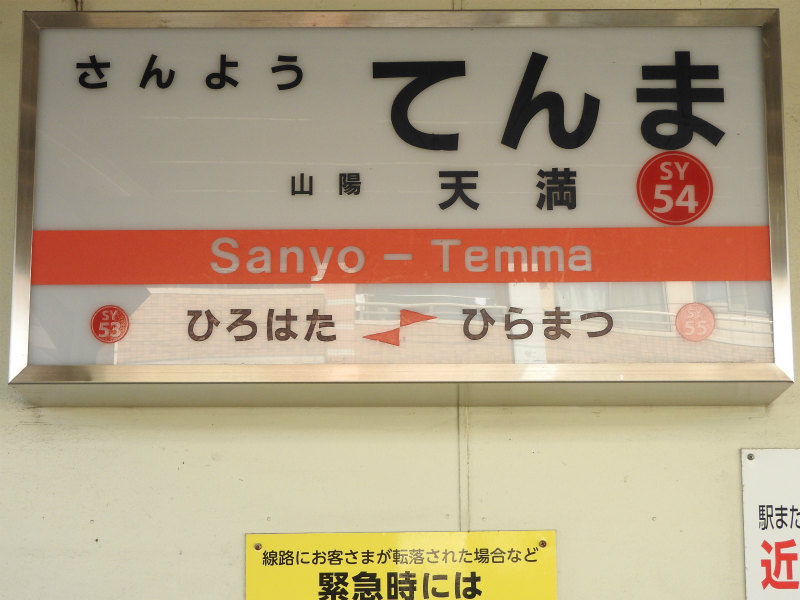 さんよう てんま
山陽 天満
SY
54
Sanyo - Temma
SY
53
ひろはた ひらまつ
SY
55
線路にお客さまが転落された場合など
緊急時には
駅また
近